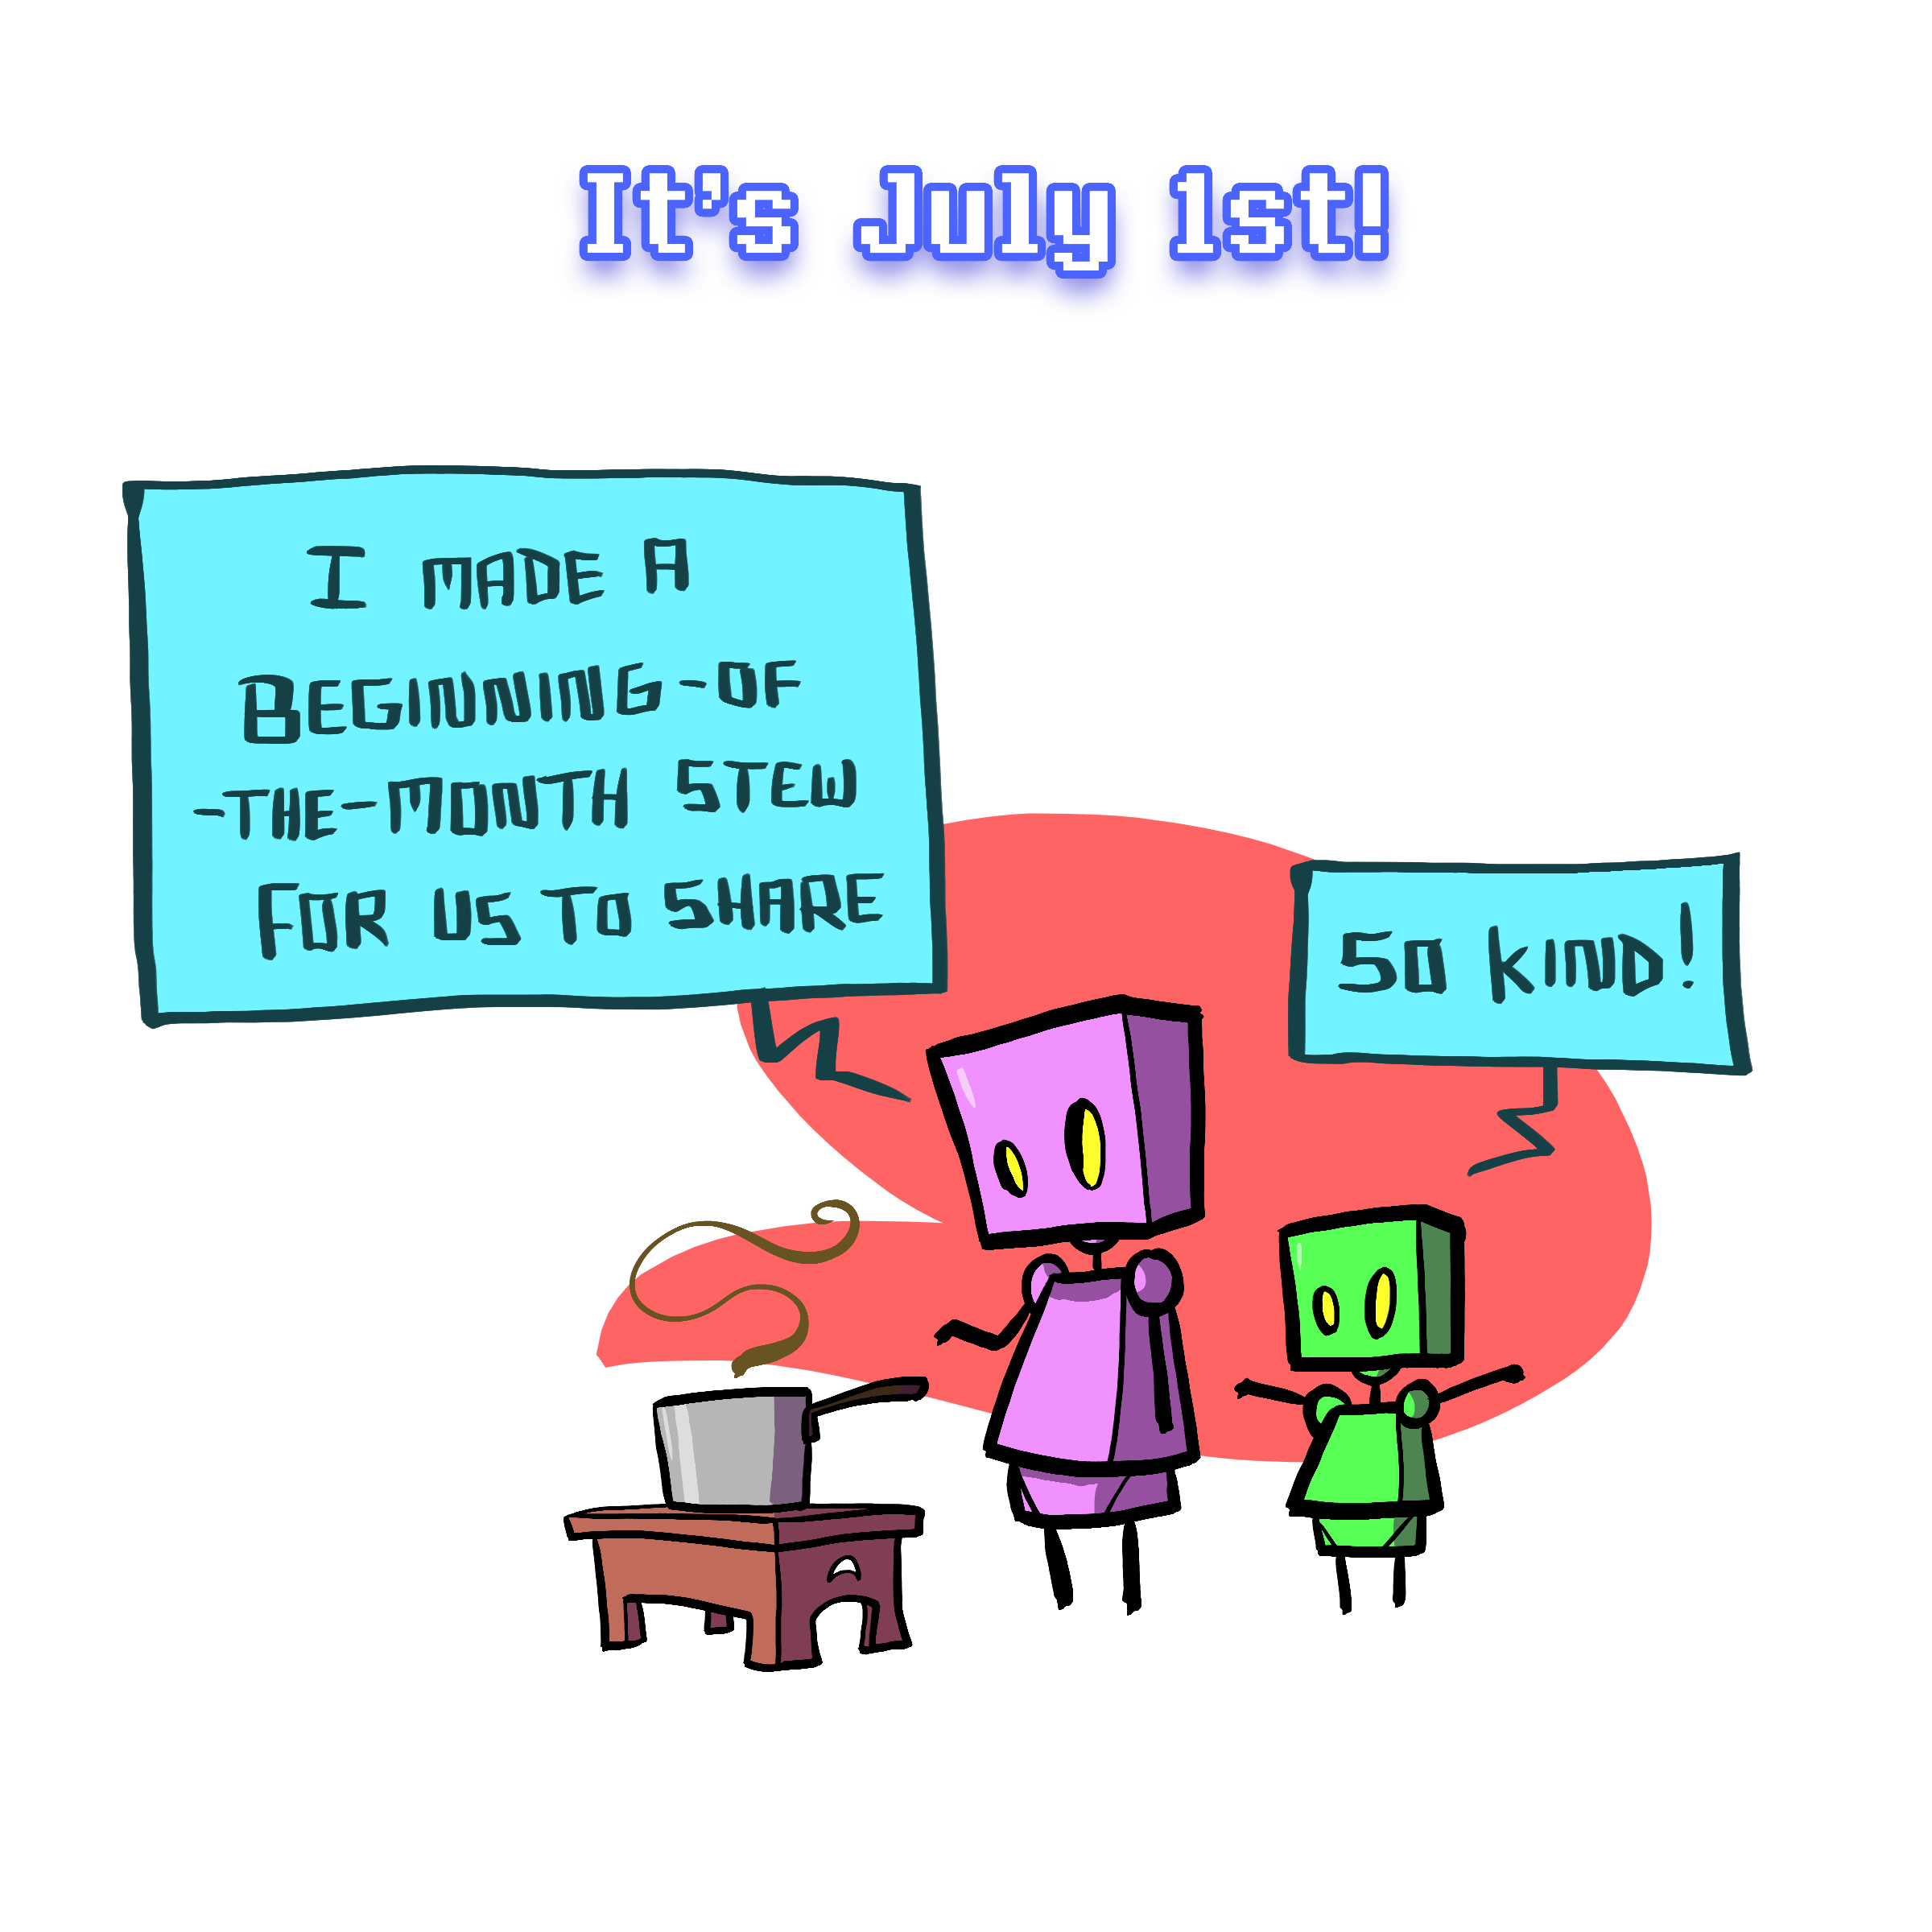 It's July 1st!
I MADE A
BEGINNING-OF
-THE-MONTH STEW
FOR US TO SHARE
SO KIND!